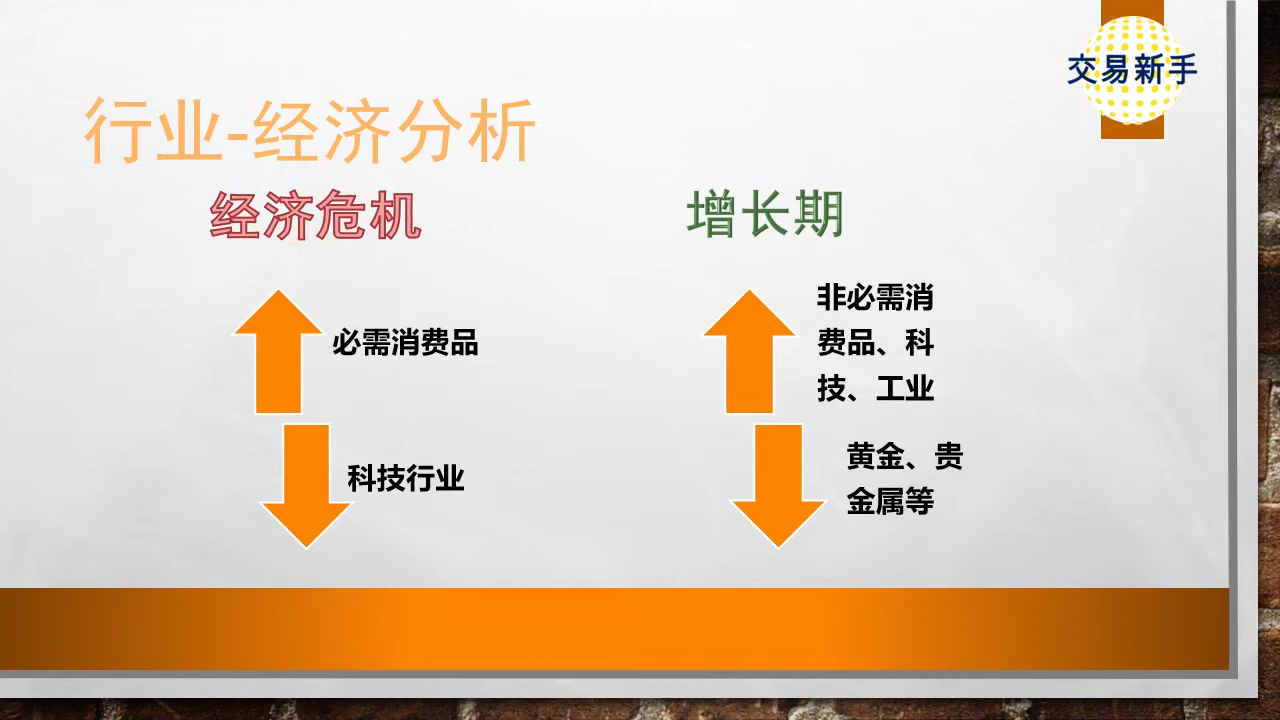 交易新手
行业-经济分析
经济危机
必需消费品
科技行业
增长期
非必需消
费品、科
技、工业
黄金、贵
金属等